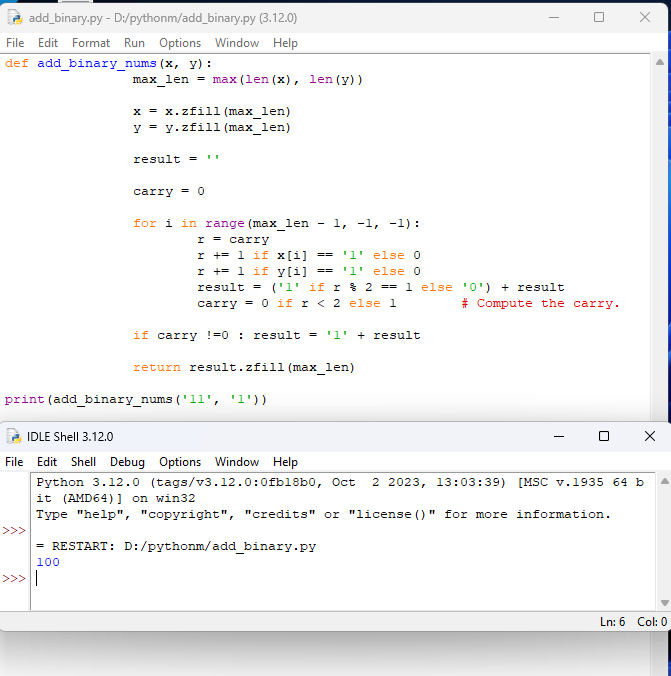 add_binary.py - D:/pythonm/add_binary.py (3.12.0)
File Edit Format Run Options Window Help
def add_binary_nums(x, y):
                max_len = max(len(x), len(y))

                x = x.zfill(max_len)
                y = y.zfill(max_len)

                result = ''

                carry = 0

                for i in range(max_len - 1, -1, -1):
                        r = carry
                        r += 1 if x[i] == '1' else 0
                        r += 1 if y[i] == '1' else 0
                        result = ('1' if r % 2 == 1 else '0') + result
                        carry = 0 if r < 2 else 1        # Compute the carry.

                if carry !=0 : result = '1' + result

                return result.zfill(max_len)

print(add_binary_nums('11', '1'))
IDLE Shell 3.12.0
File Edit Shell Debug Options Window Help
Python 3.12.0 (tags/v3.12.0:0fb18b0, Oct  2 2023, 13:03:39) [MSC v.1935 64 b
it (AMD64)] on win32
Type "help", "copyright", "credits" or "license()" for more information.
>>>
= RESTART: D:/pythonm/add_binary.py
100
>>>
Ln: 6 Col: 0